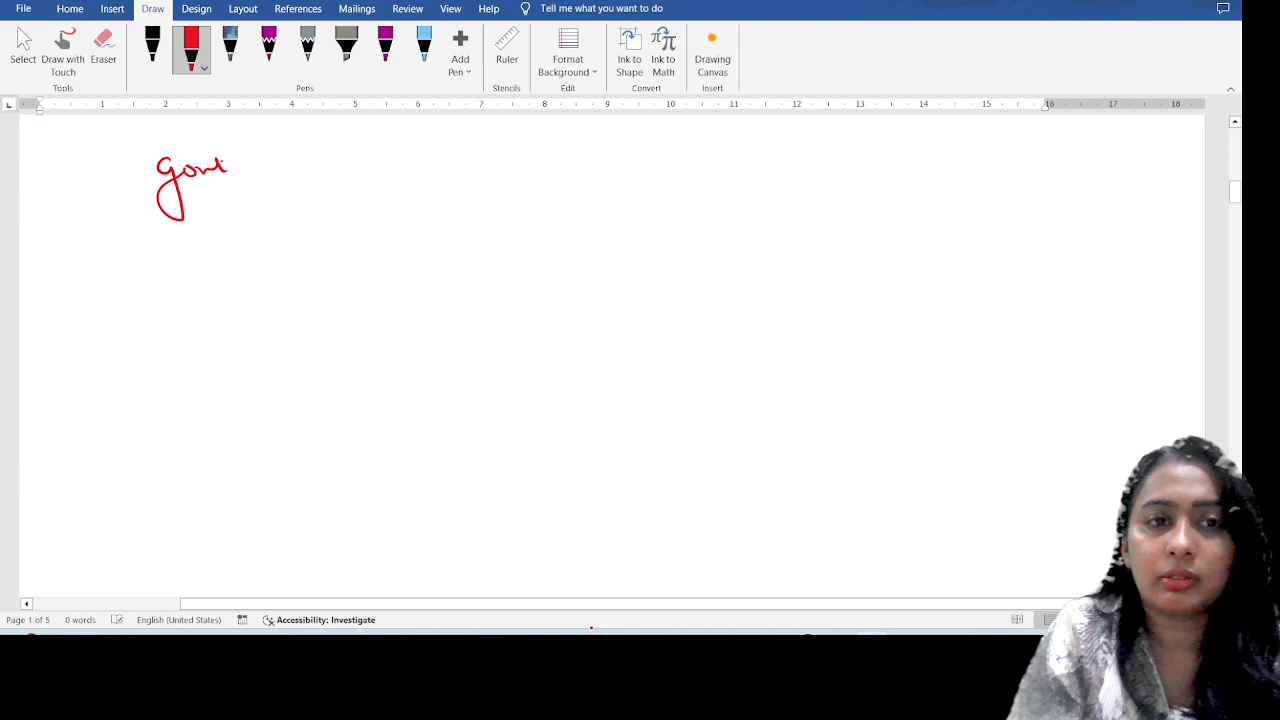 File Home Insert Draw Design Layout References Mailings Review View Help Tell me what you want to do
Select Draw with Touch Eraser Add Pen Ruler Format Background Ink to Shape Ink to Math Drawing Canvas
Tools Pens Stencils Edit Convert Insert
1 2 3 4 5 6 7 8 9 10 11 12 13 14 15 16 17 18
Page 1 of 5 0 words English (United States) Accessibility: Investigate